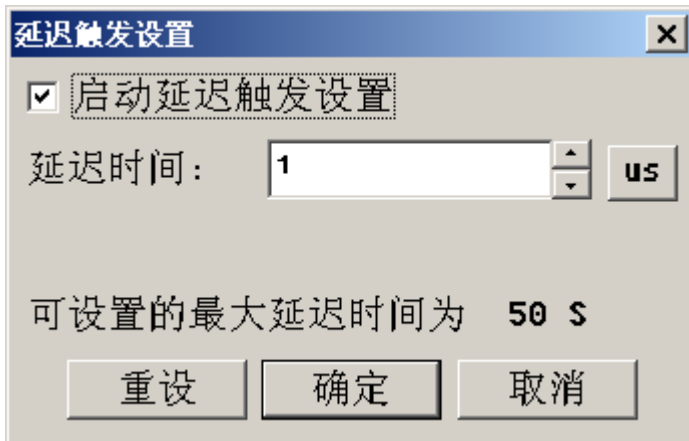 延迟触发设置
启动延迟触发设置
延迟时间: 1 us
可设置的最大延迟时间为 50 S
重设 确定 取消